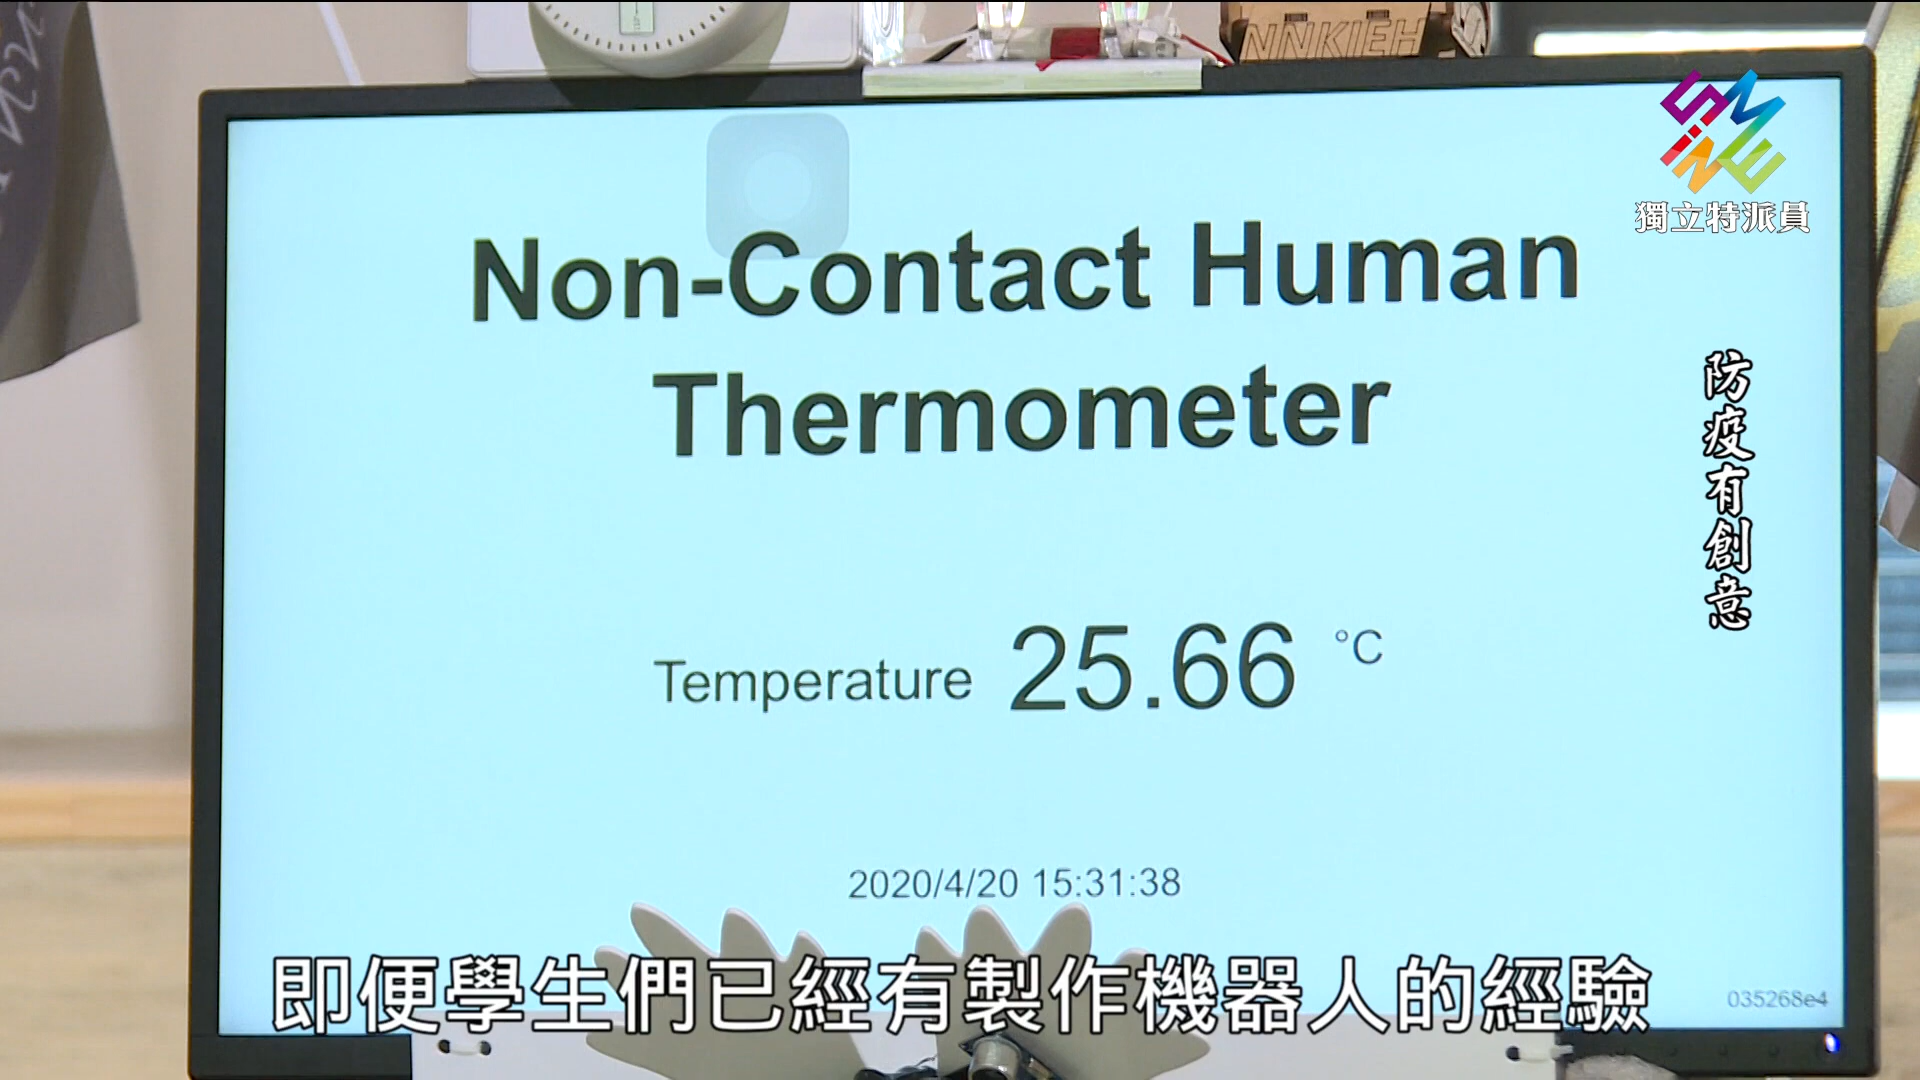 NNKIEH
SiNME
獨立特派員
Non-Contact Human
Thermometer
防疫有創意
Temperature 25.66 °C
2020/4/20 15:31:38
即便學生們已經有製作機器人的經驗
035268e4